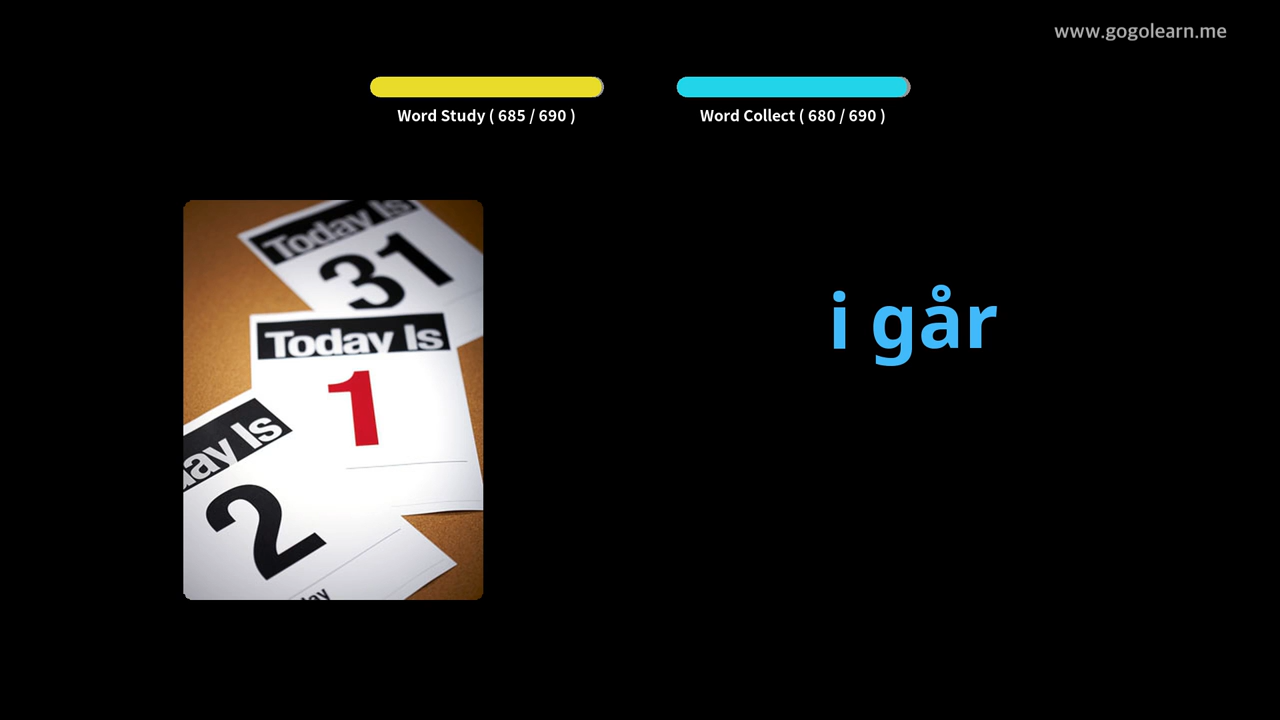 www.gogolearn.me
Word Study ( 685 / 690 )
Word Collect ( 680 / 690 )
Today Is
31
Today Is
1
ay Is
2
ay
i går